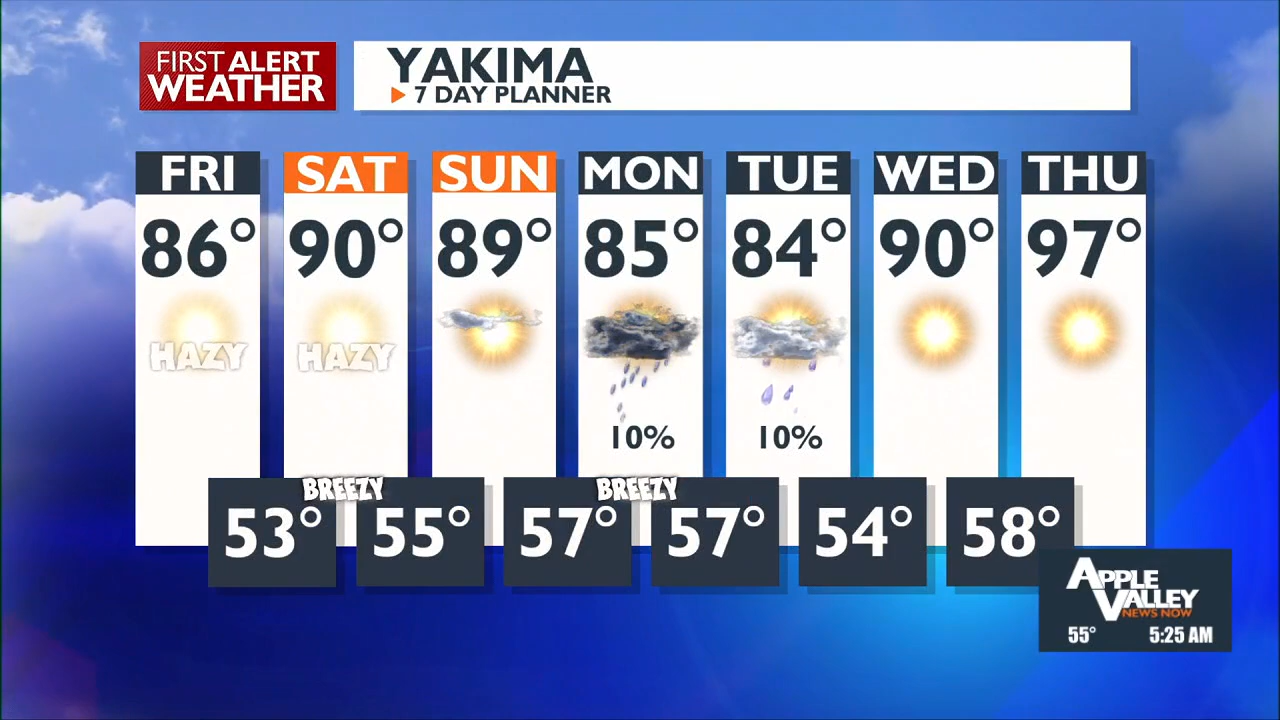 FIRST ALERT
WEATHER
YAKIMA
7 DAY PLANNER
FRI SAT SUN MON TUE WED THU
86° 90° 89° 85° 84° 90° 97°
HAZY HAZY
10% 10%
BREEZY BREEZY
53° 55° 57° 57° 54° 58°
APPLE
VALLEY
NEWS NOW
55° 5:25 AM